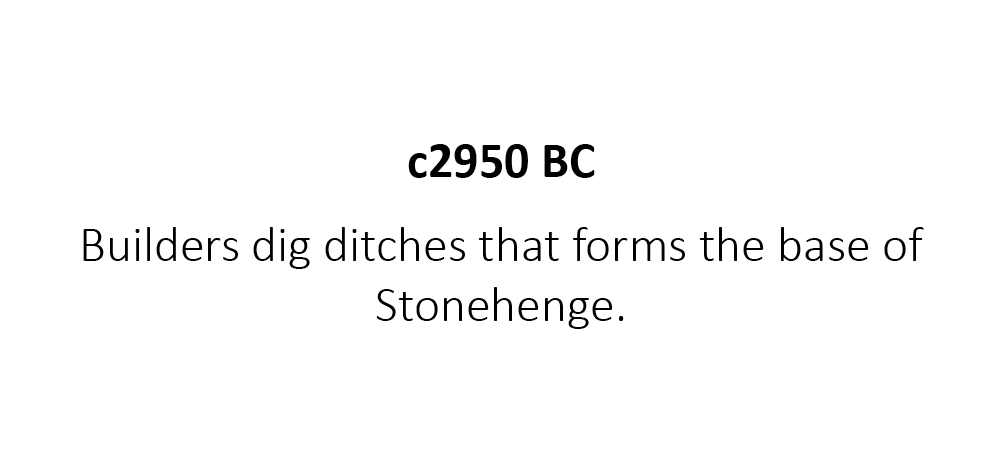 c2950 BC
Builders dig ditches that forms the base of
Stonehenge.